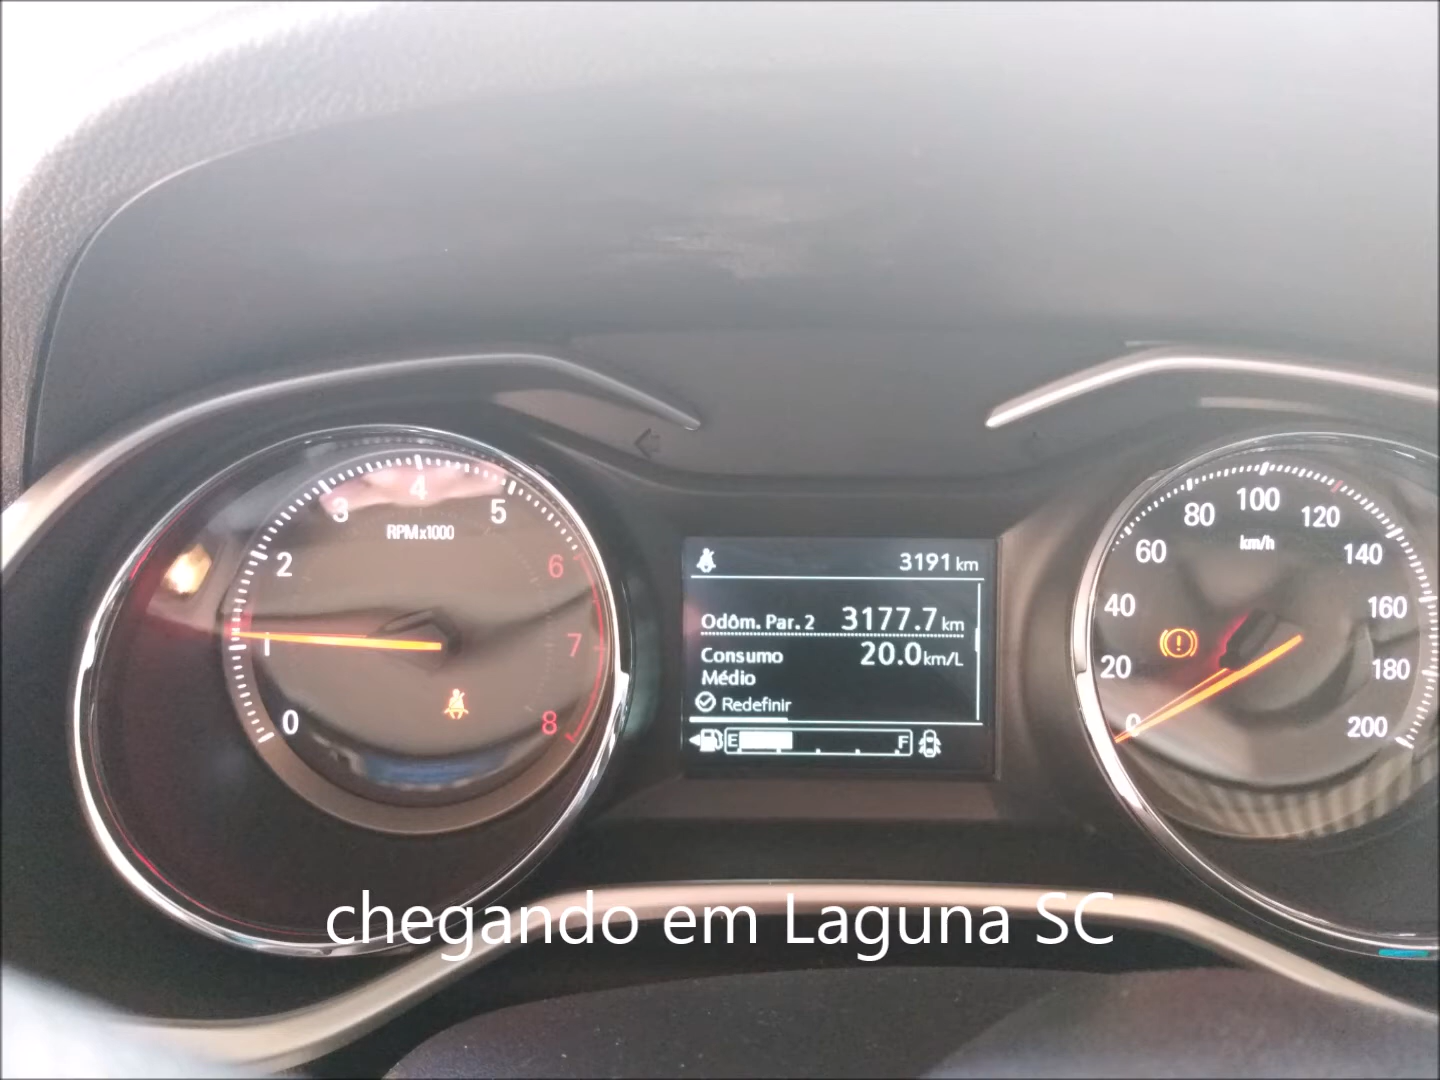 0
1
2
3
4
5
6
7
8
RPM x1000
3191 km
Odôm. Par. 2 3177.7 km
Consumo 20.0 km/L
Médio
Redefinir
E F
0
20
40
60
80
100
120
140
160
180
200
km/h
chegando em Laguna SC